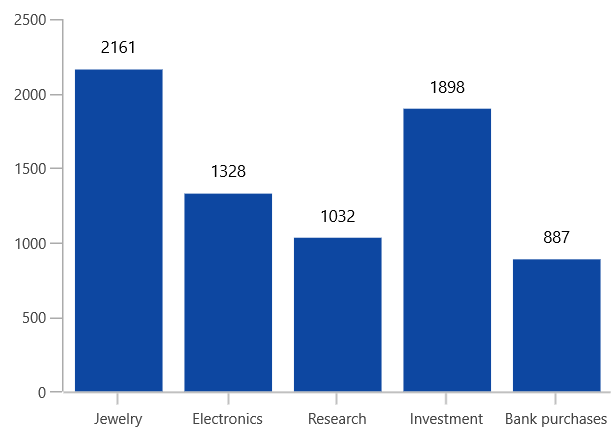 2500
2161
2000
1898
1500
1328
1032
1000
887
500
0
Jewelry
Electronics
Research
Investment
Bank purchases